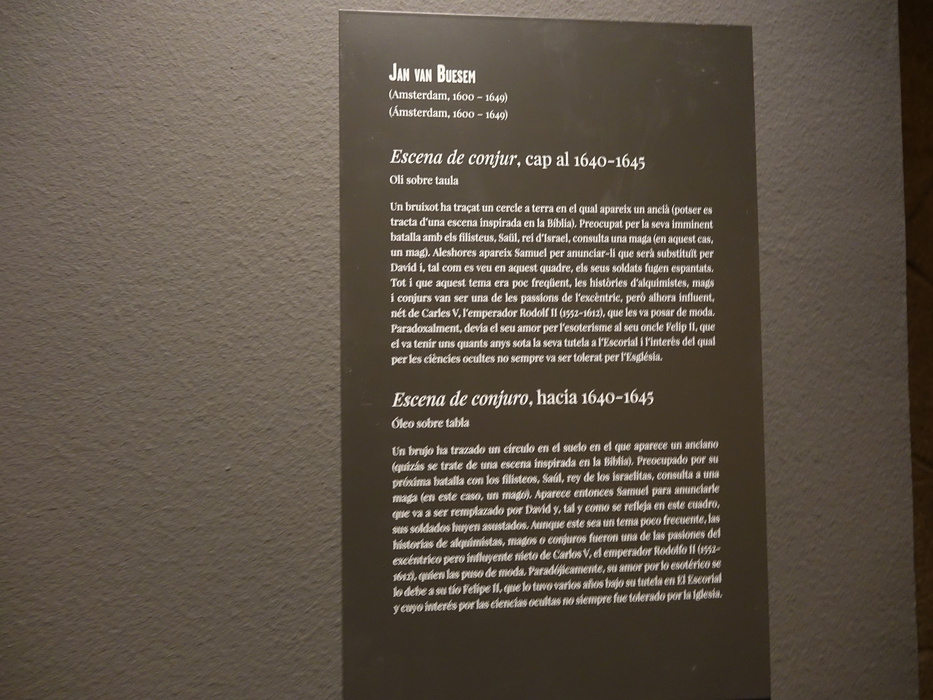 JAN VAN BUESEM
(Amsterdam, 1600 – 1649)
(Ámsterdam, 1600 – 1649)
Escena de conjur, cap al 1640-1645
Oli sobre taula
Un bruixot ha traçat un cercle a terra en el qual apareix un ancià (potser es
tracta d'una escena inspirada en la Bíblia). Preocupat per la seva imminent
batalla amb els filisteus, Saül, rei d'Israel, consulta una maga (en aquest cas,
un mag). Aleshores apareix Samuel per anunciar-li que serà substituït per
David i, tal com es veu en aquest quadre, els seus soldats fugen espantats.
Tot i que aquest tema era poc freqüent, les històries d'alquimistes, mags
i conjurs van ser una de les passions de l'excèntric, però alhora influent,
nét de Carles V, l'emperador Rodolf II (1552-1612), que les va posar de moda.
Paradoxalment, devia el seu amor per l'esoterisme al seu oncle Felip II, que
el va tenir uns quants anys sota la seva tutela a l'Escorial i l'interès del qual
per les ciències ocultes no sempre va ser tolerat per l'Església.
Escena de conjuro, hacia 1640-1645
Óleo sobre tabla
Un brujo ha trazado un círculo en el suelo en el que aparece un anciano
(quizás se trate de una escena inspirada en la Biblia). Preocupado por su
próxima batalla con los filisteos, Saúl, rey de los israelitas, consulta a una
maga (en este caso, un mago). Aparece entonces Samuel para anunciarle
que va a ser remplazado por David y, tal y como se refleja en este cuadro,
sus soldados huyen asustados. Aunque este sea un tema poco frecuente, las
historias de alquimistas, magos o conjuros fueron una de las pasiones del
excéntrico pero influyente nieto de Carlos V, el emperador Rodolfo II (1552-
1612), quien las puso de moda. Paradójicamente, su amor por lo esotérico se
lo debe a su tío Felipe II, que lo tuvo varios años bajo su tutela en El Escorial
y cuyo interés por las ciencias ocultas no siempre fue tolerado por la Iglesia.